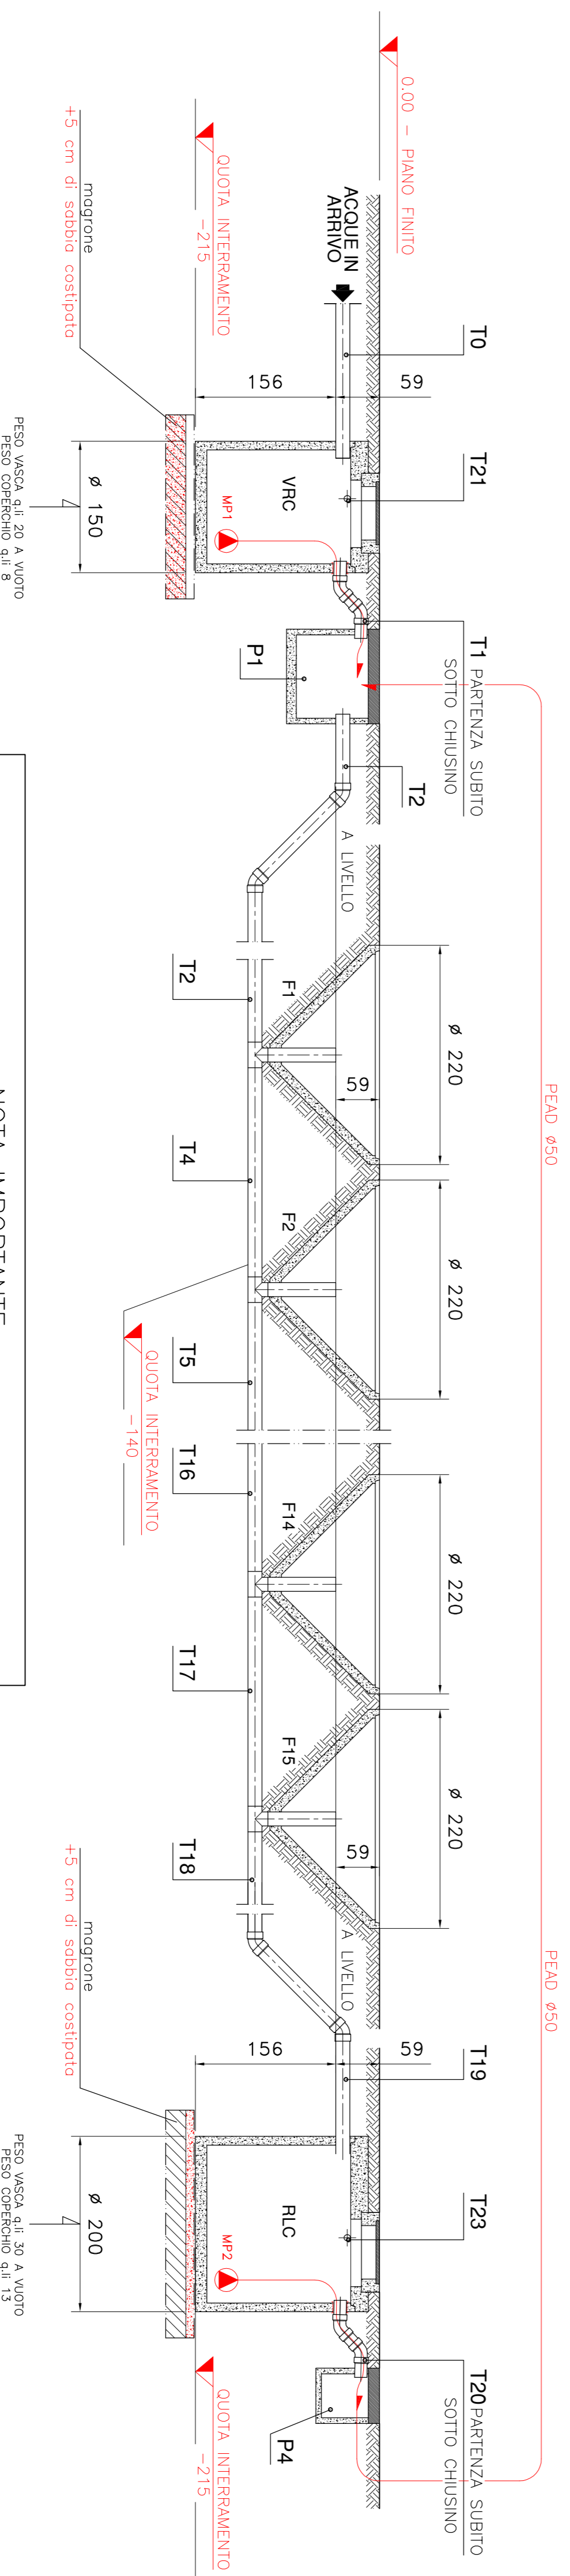 PEAD ø50
PEAD ø50
0.00 – PIANO FINITO
ACQUE IN
ARRIVO
T0
T21
T1 PARTENZA SUBITO
SOTTO CHIUSINO
T2
A LIVELLO
ø 220
ø 220
ø 220
ø 220
A LIVELLO
T19
T23
T20 PARTENZA SUBITO
SOTTO CHIUSINO
59
156
59
59
59
156
VRC
MP1
P1
F1
F2
F14
F15
RLC
MP2
P4
T2
T4
T5
T16
T17
T18
QUOTA INTERRAMENTO
-215
QUOTA INTERRAMENTO
-140
QUOTA INTERRAMENTO
-215
magrone
+5 cm di sabbia costipata
ø 150
PESO VASCA q.li 20 A VUOTO
PESO COPERCHIO q.li 8
magrone
+5 cm di sabbia costipata
ø 200
PESO VASCA q.li 30 A VUOTO
PESO COPERCHIO q.li 13
NOTA IMPORTANTE